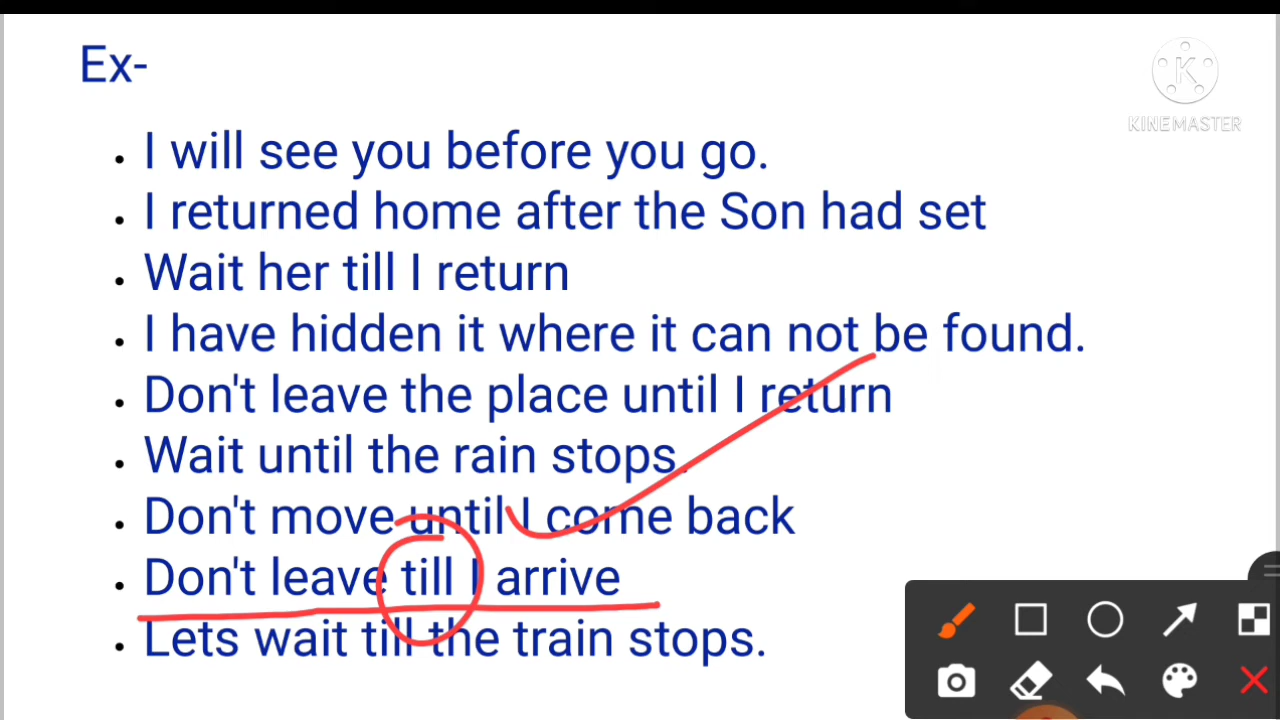 Ex-
KINEMASTER
• I will see you before you go.
• I returned home after the Son had set
• Wait her till I return
• I have hidden it where it can not be found.
• Don't leave the place until I return
• Wait until the rain stops.
• Don't move until I come back
• Don't leave till I arrive
• Lets wait till the train stops.